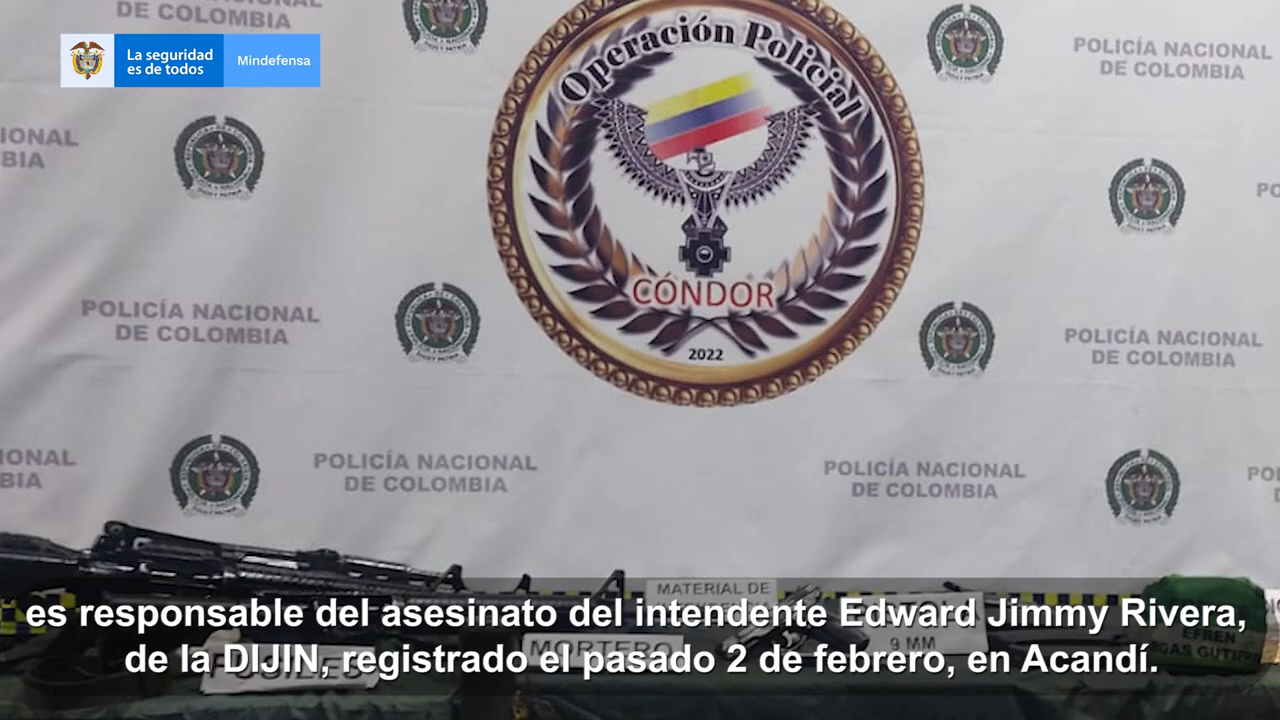 NACIONAL
DE COLOMBIA
La seguridad
es de todos
Mindefensa
Operación Policial
POLICÍA NACIONAL
DE COLOMBIA
CÓNDOR
2022
POLICÍA NACIONAL
DE COLOMBIA
POLICÍA NACIONAL
DE COLOMBIA
POLICÍA NACIONAL
DE COLOMBIA
POLICÍA NACIONAL
DE COLOMBIA
MATERIAL DE
MORTERO
9 MM
FUSILES
EFREN
es responsable del asesinato del intendente Edward Jimmy Rivera,
de la DIJIN, registrado el pasado 2 de febrero, en Acandí.